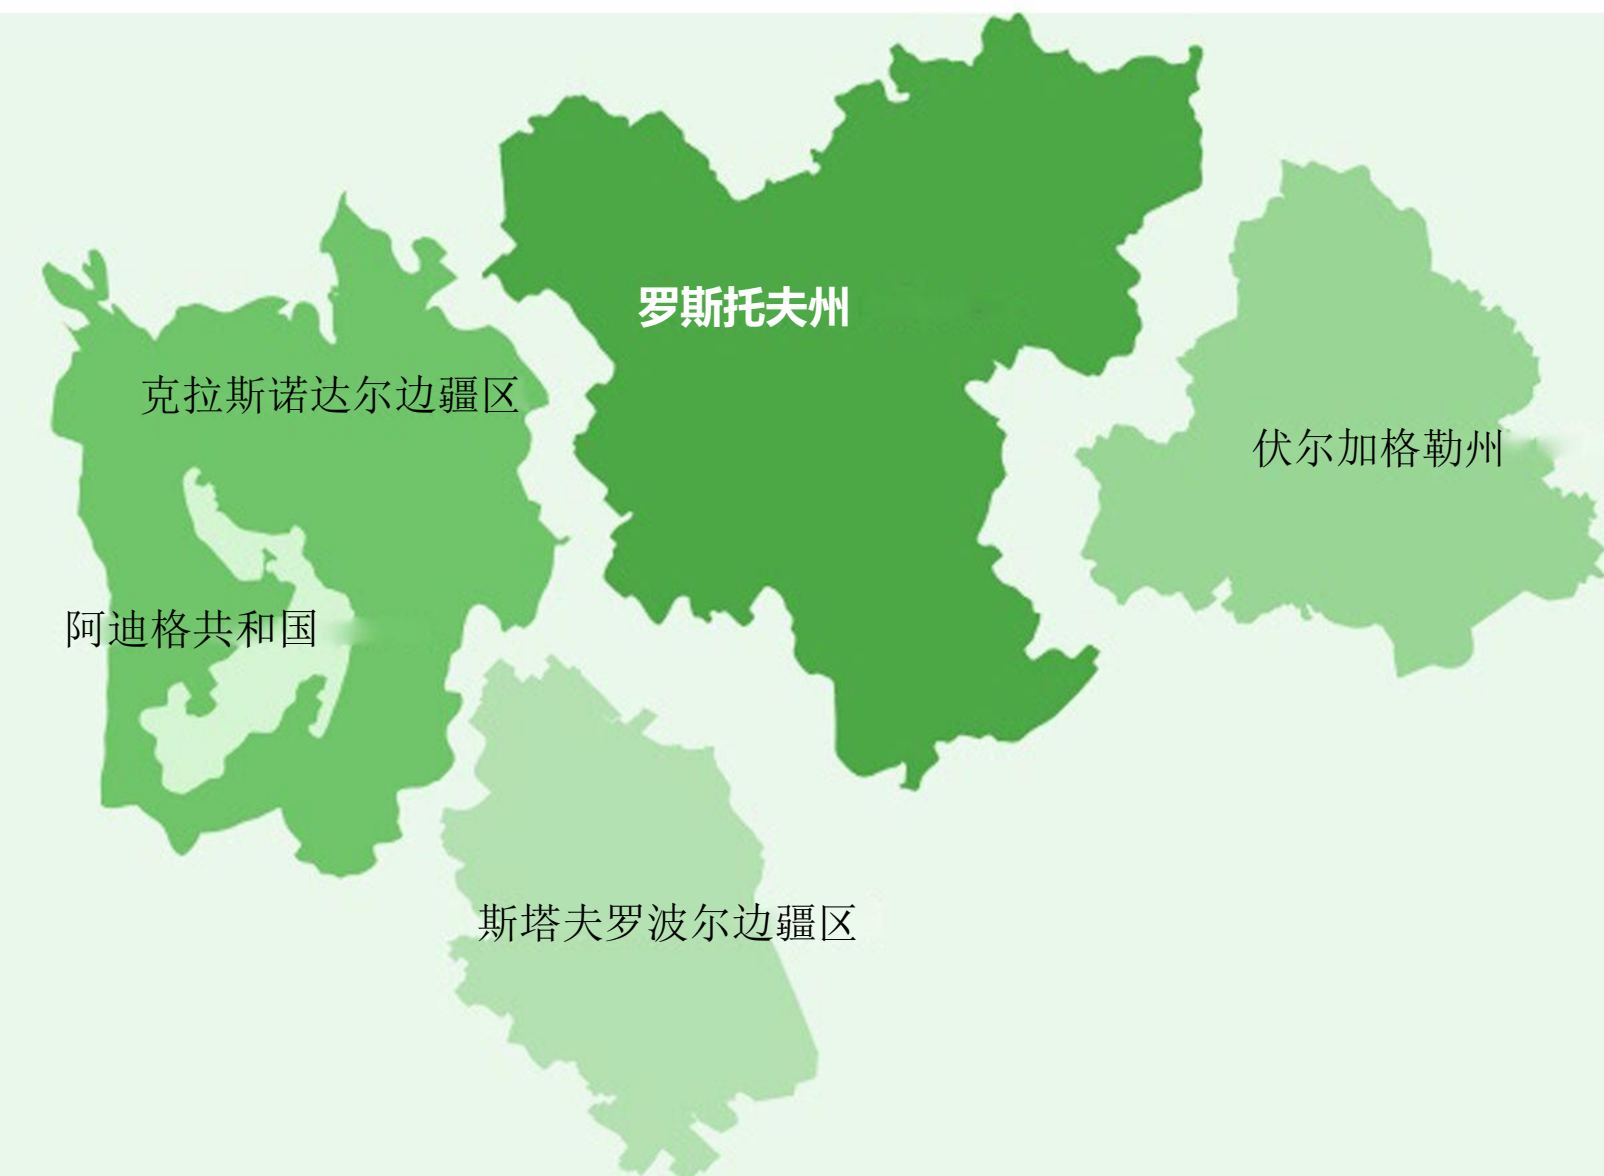 罗斯托夫州
克拉斯诺达尔边疆区
伏尔加格勒州
阿迪格共和国
斯塔夫罗波尔边疆区